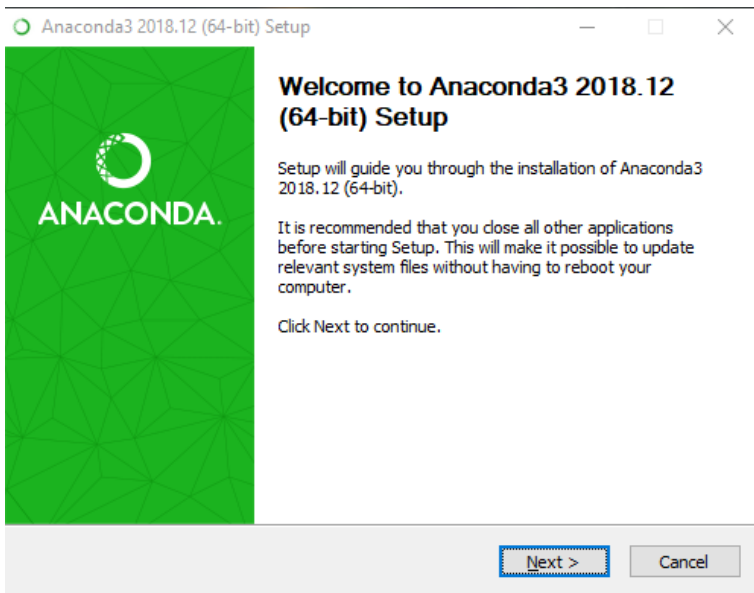 Anaconda3 2018.12 (64-bit) Setup
ANACONDA.
Welcome to Anaconda3 2018.12
(64-bit) Setup
Setup will guide you through the installation of Anaconda3
2018.12 (64-bit).
It is recommended that you close all other applications
before starting Setup. This will make it possible to update
relevant system files without having to reboot your
computer.
Click Next to continue.
Next >
Cancel